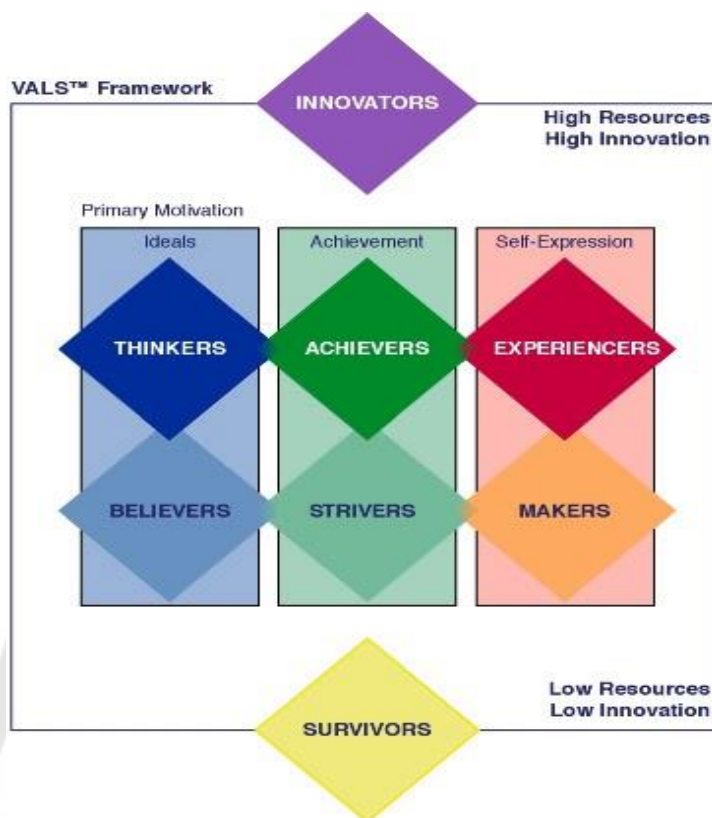 VALS™ Framework
INNOVATORS
High Resources
High Innovation
Primary Motivation
Ideals
Achievement
Self-Expression
THINKERS
ACHIEVERS
EXPERIENCERS
BELIEVERS
STRIVERS
MAKERS
Low Resources
Low Innovation
SURVIVORS